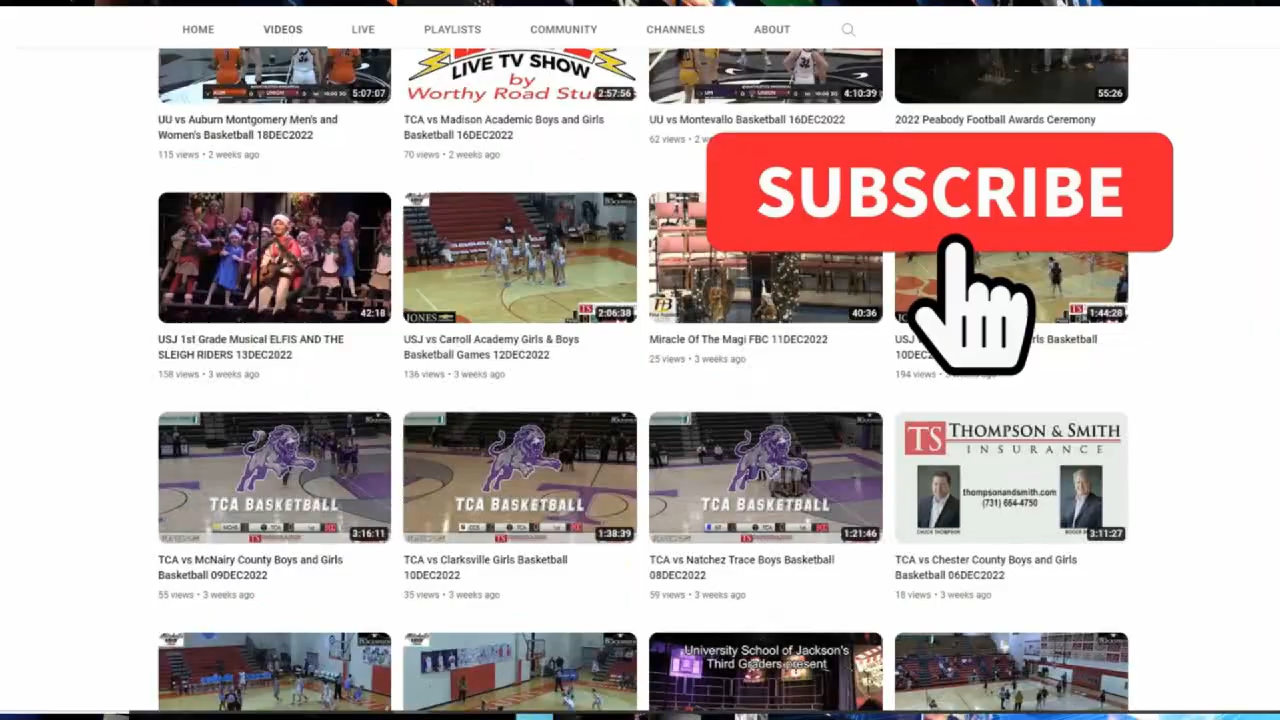 HOME VIDEOS LIVE PLAYLISTS COMMUNITY CHANNELS ABOUT
LIVE TV SHOW
by
Worthy Road
5:07:07
2:57:56
4:10:39
55:26
UU vs Auburn Montgomery Men's and
Women's Basketball 18DEC2022
115 views • 2 weeks ago
TCA vs Madison Academic Boys and Girls
Basketball 16DEC2022
70 views • 2 weeks ago
UU vs Montevallo Basketball 16DEC2022
62 views
2022 Peabody Football Awards Ceremony
SUBSCRIBE
42:18
JONES
TS
2:06:38
40:36
TS
1:44:28
USJ 1st Grade Musical ELFIS AND THE
SLEIGH RIDERS 13DEC2022
158 views • 3 weeks ago
USJ vs Carroll Academy Girls & Boys
Basketball Games 12DEC2022
136 views • 3 weeks ago
Miracle Of The Magi FBC 11DEC2022
25 views • 3 weeks ago
Basketball
194 views
TCA BASKETBALL
3:16:11
TCA BASKETBALL
1:38:39
TCA BASKETBALL
1:21:46
TS THOMPSON & SMITH
INSURANCE
thompsonandsmith.com
(731) 664-4750
3:11:27
TCA vs McNairy County Boys and Girls
Basketball 09DEC2022
55 views • 3 weeks ago
TCA vs Clarksville Girls Basketball
10DEC2022
35 views • 3 weeks ago
TCA vs Natchez Trace Boys Basketball
08DEC2022
59 views • 3 weeks ago
TCA vs Chester County Boys and Girls
Basketball 06DEC2022
18 views • 3 weeks ago
University School of Jackson's
Third Graders present